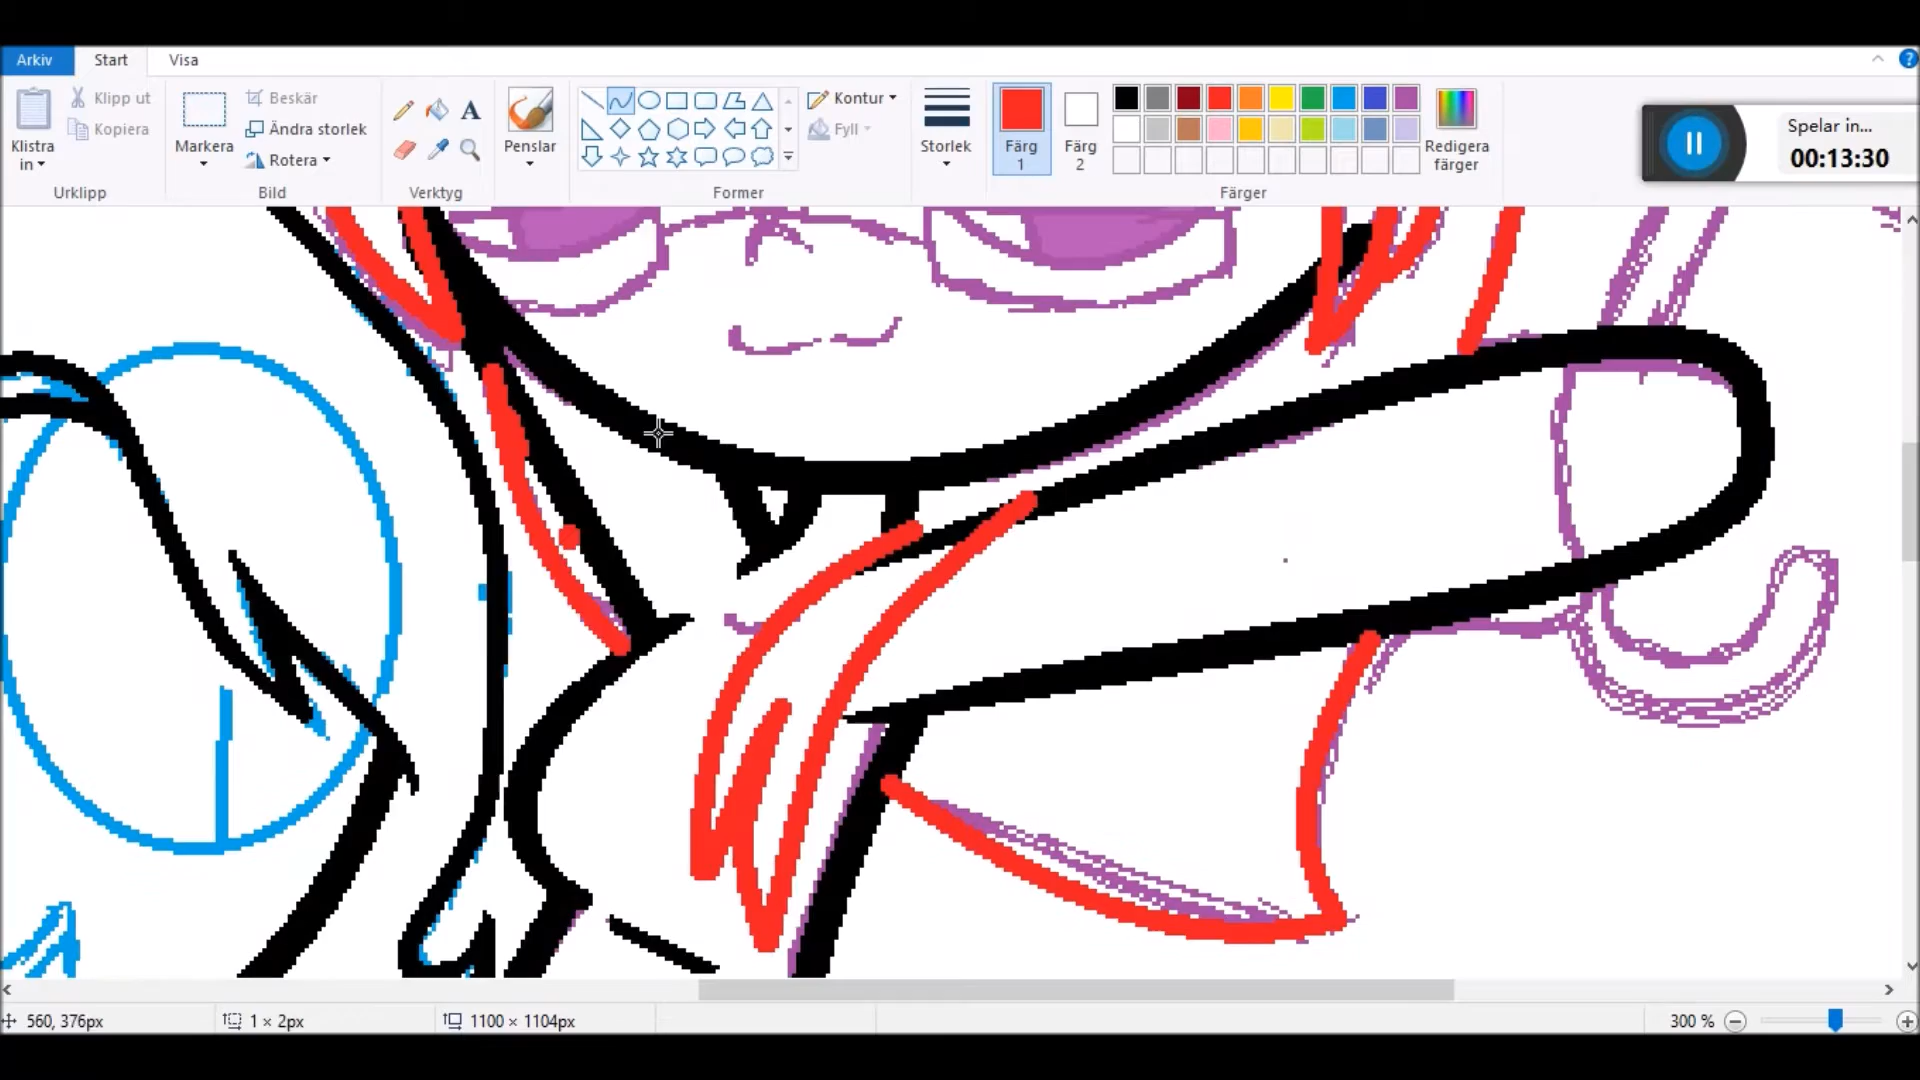 Arkiv Start Visa
Klipp ut
Kopiera
Klistra
in
Urklipp
Markera
Beskär
Ändra storlek
Rotera
Bild
A
Verktyg
Penslar
Kontur
Fyll
Former
Storlek
Färg
1
Färg
2
Redigera
färger
Färger
?
Spelar in...
00:13:30
560, 376px
1 × 2px
1100 × 1104px
300 %